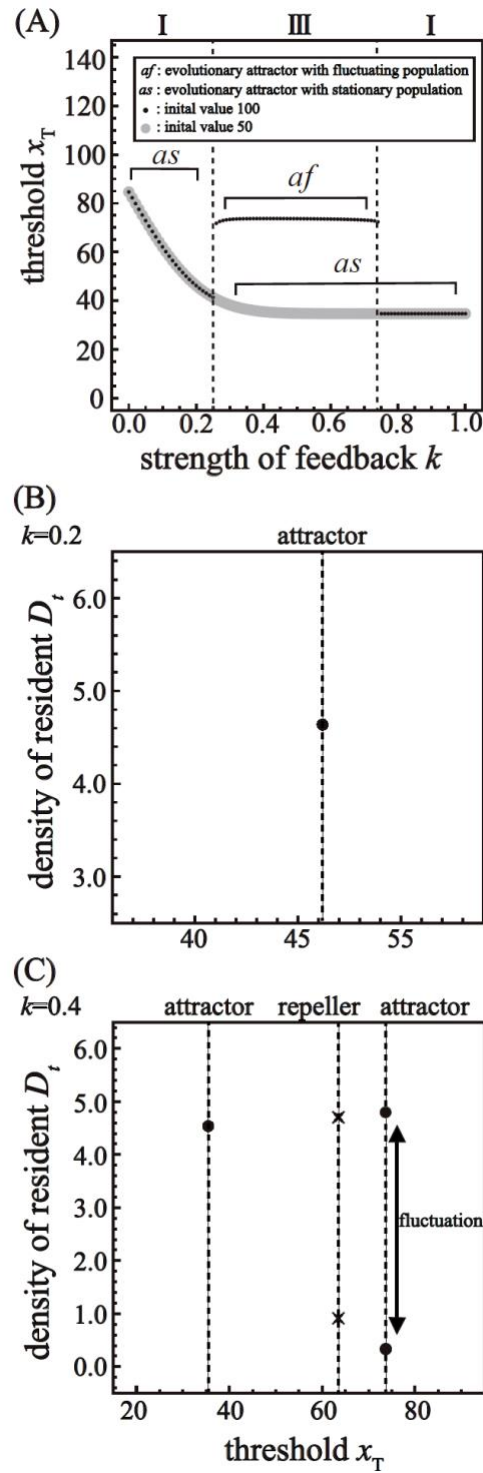 (A)
I III I
af : evolutionary attractor with fluctuating population
as : evolutionary attractor with stationary population
• : inital value 100
● : inital value 50
as
af
as
threshold xT
140
120
100
80
60
40
20
0
0.0 0.2 0.4 0.6 0.8 1.0
strength of feedback k
(B)
k=0.2
attractor
density of resident Dt
6.0
5.0
4.0
3.0
40 45 55
(C)
k=0.4
attractor repeller attractor
density of resident Dt
6.0
5.0
4.0
3.0
2.0
1.0
0.0
fluctuation
20 40 60 80
threshold xT